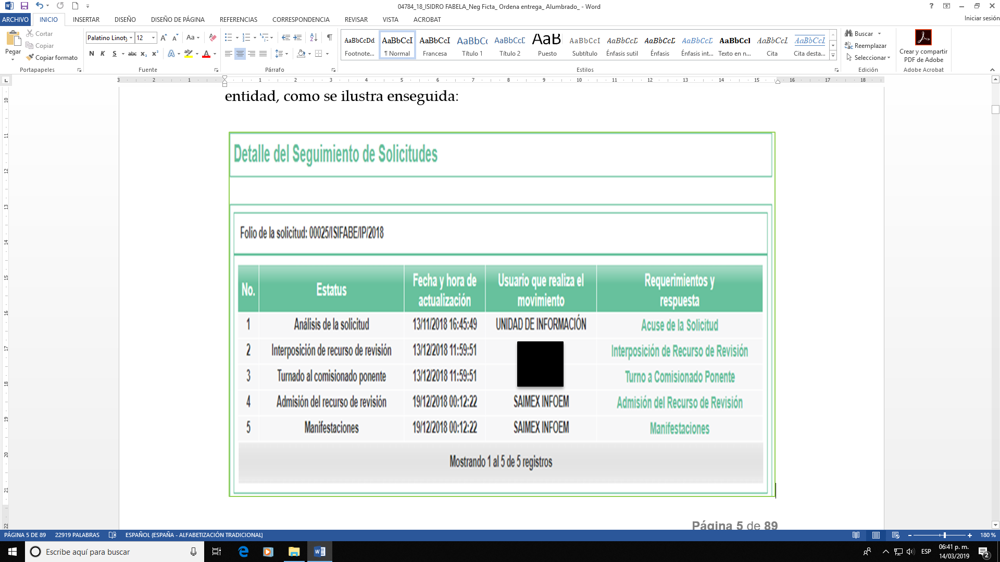 04784_18_ISIDRO FABELA_Neg Ficta_ Ordena entrega_ Alumbrado_ - Word
ARCHIVO INICIO INSERTAR DISEÑO DISEÑO DE PÁGINA REFERENCIAS CORRESPONDENCIA REVISAR VISTA ACROBAT Iniciar sesión
Pegar
Cortar
Copiar
Copiar formato
Portapapeles
Palatino Linoty 12
Fuente
Párrafo
AaBbCcDd AaBbCcI AaBbCcI AaBbCc AaBbCcD AaB AaBbCcI AaBbCcD AaBbCcD AaBbCcD AaBbCcI AaBbCcI AaBbCcI
Footnote... ¶ Normal Francesa Título 1 Título 2 Puesto Subtítulo Énfasis sutil Énfasis Énfasis int... Texto en n... Cita Cita desta...
Estilos
Buscar
Reemplazar
Seleccionar
Edición
Crear y compartir
PDF de Adobe
Adobe Acrobat
3 2 1 1 2 3 4 5 6 7 8 9 10 11 12 13 14 15 16 17 18
10 11 12 13 14 15 16 17 18 19 20 21 22
entidad, como se ilustra enseguida:
Detalle del Seguimiento de Solicitudes
Folio de la solicitud: 00025/ISIFABE/IP/2018
No. Estatus Fecha y hora de actualización Usuario que realiza el movimiento Requerimientos y respuesta
1 Análisis de la solicitud 13/11/2018 16:45:49 UNIDAD DE INFORMACIÓN Acuse de la Solicitud
2 Interposición de recurso de revisión 13/12/2018 11:59:51 Interposición de Recurso de Revisión
3 Turnado al comisionado ponente 13/12/2018 11:59:51 Turno a Comisionado Ponente
4 Admisión del recurso de revisión 19/12/2018 00:12:22 SAIMEX INFOEM Admisión del Recurso de Revisión
5 Manifestaciones 19/12/2018 00:12:22 SAIMEX INFOEM Manifestaciones
Mostrando 1 al 5 de 5 registros
Página 5 de 89
PÁGINA 5 DE 89 22919 PALABRAS ESPAÑOL (ESPAÑA - ALFABETIZACIÓN TRADICIONAL) 180 %
Escribe aquí para buscar
ESP
06:41 p. m.
14/03/2019
2